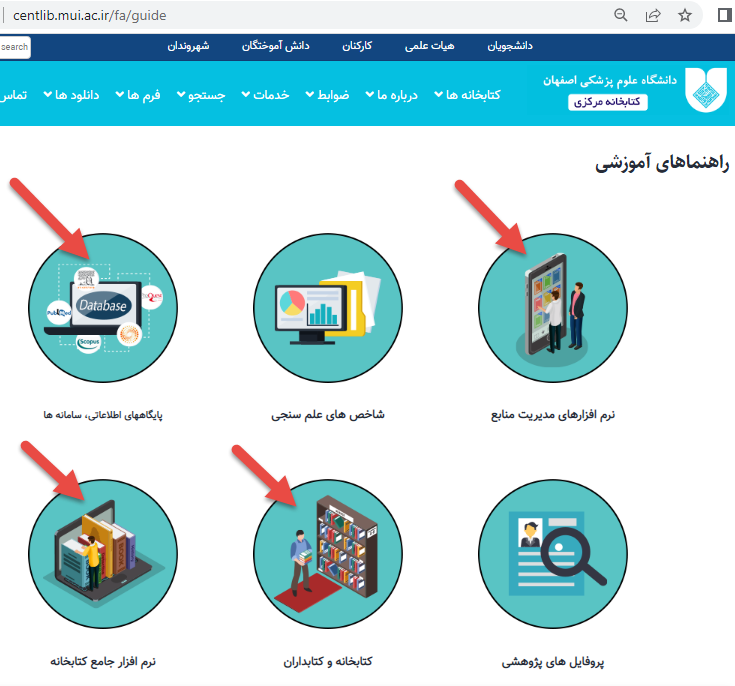 centlib.mui.ac.ir/fa/guide
دانشجویان هیات علمی کارکنان دانش آموختگان شهروندان search
دانشگاه علوم پزشکی اصفهان
کتابخانه مرکزی
کتابخانه ها درباره ما ضوابط خدمات جستجو فرم ها دانلود ها تماس
راهنماهای آموزشی
Database
PubMed
Scopus
نرم افزارهای مدیریت منابع شاخص های علم سنجی پایگاههای اطلاعاتی، سامانه ها
پروفایل های پژوهشی کتابخانه و کتابداران نرم افزار جامع کتابخانه